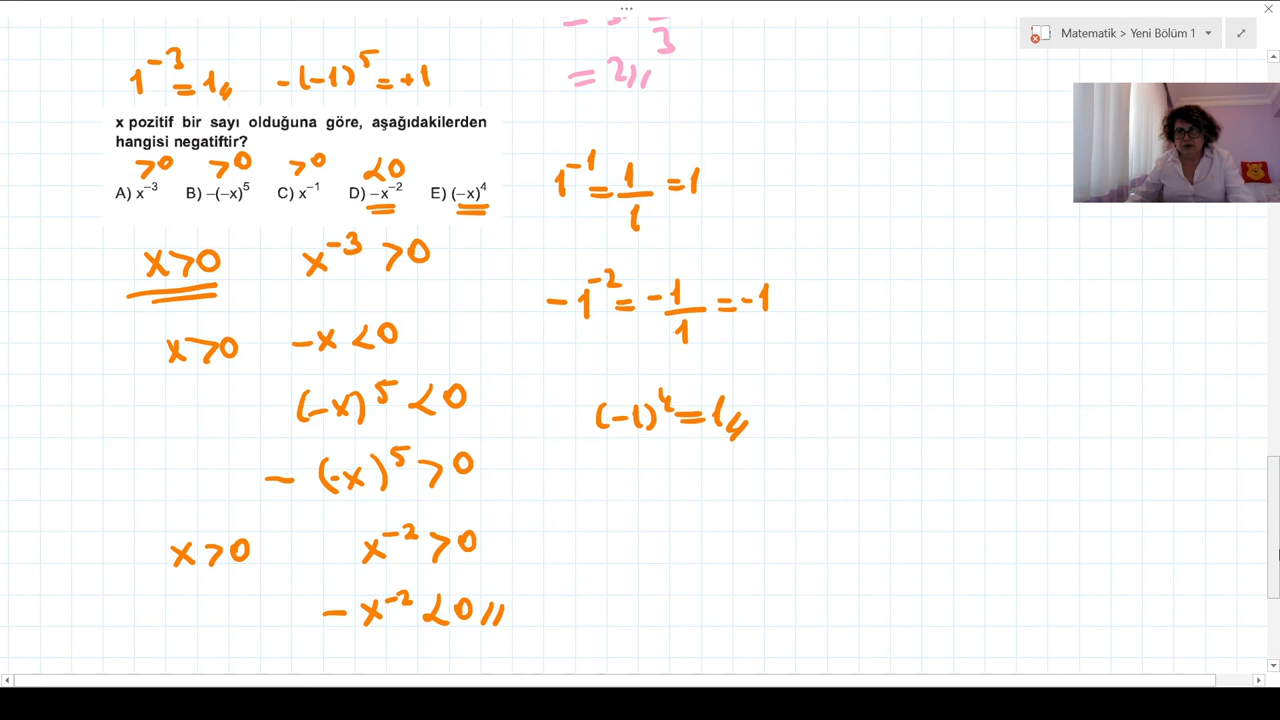 Matematik > Yeni Bölüm 1
3
= 2//
1⁻³ = 1// -(-1)⁵ = +1
x pozitif bir sayı olduğuna göre, aşağıdakilerden
hangisi negatiftir?
>0 >0 >0 <0
A) x⁻³ B) –(–x)⁵ C) x⁻¹ D) –x⁻² E) (–x)⁴
x>0 x⁻³ >0
x>0 -x<0
(-x)⁵ <0
- (-x)⁵ >0
x>0 x⁻² >0
- x⁻² <0//
1⁻¹ = 1/1 = 1
-1⁻² = -1/1 = -1
(-1)⁴ = 1//